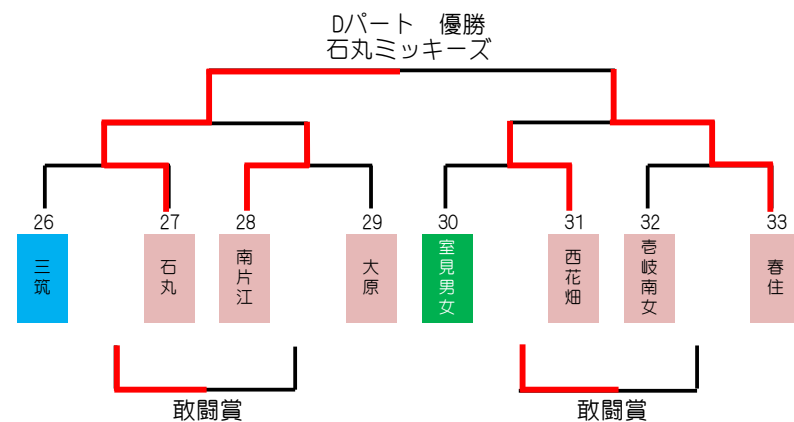 Dパート　優勝
石丸ミッキーズ
26
27
28
29
30
31
32
33
三筑
石丸
南片江
大原
室見男女
西花畑
壱岐南女
春住
敢闘賞
敢闘賞